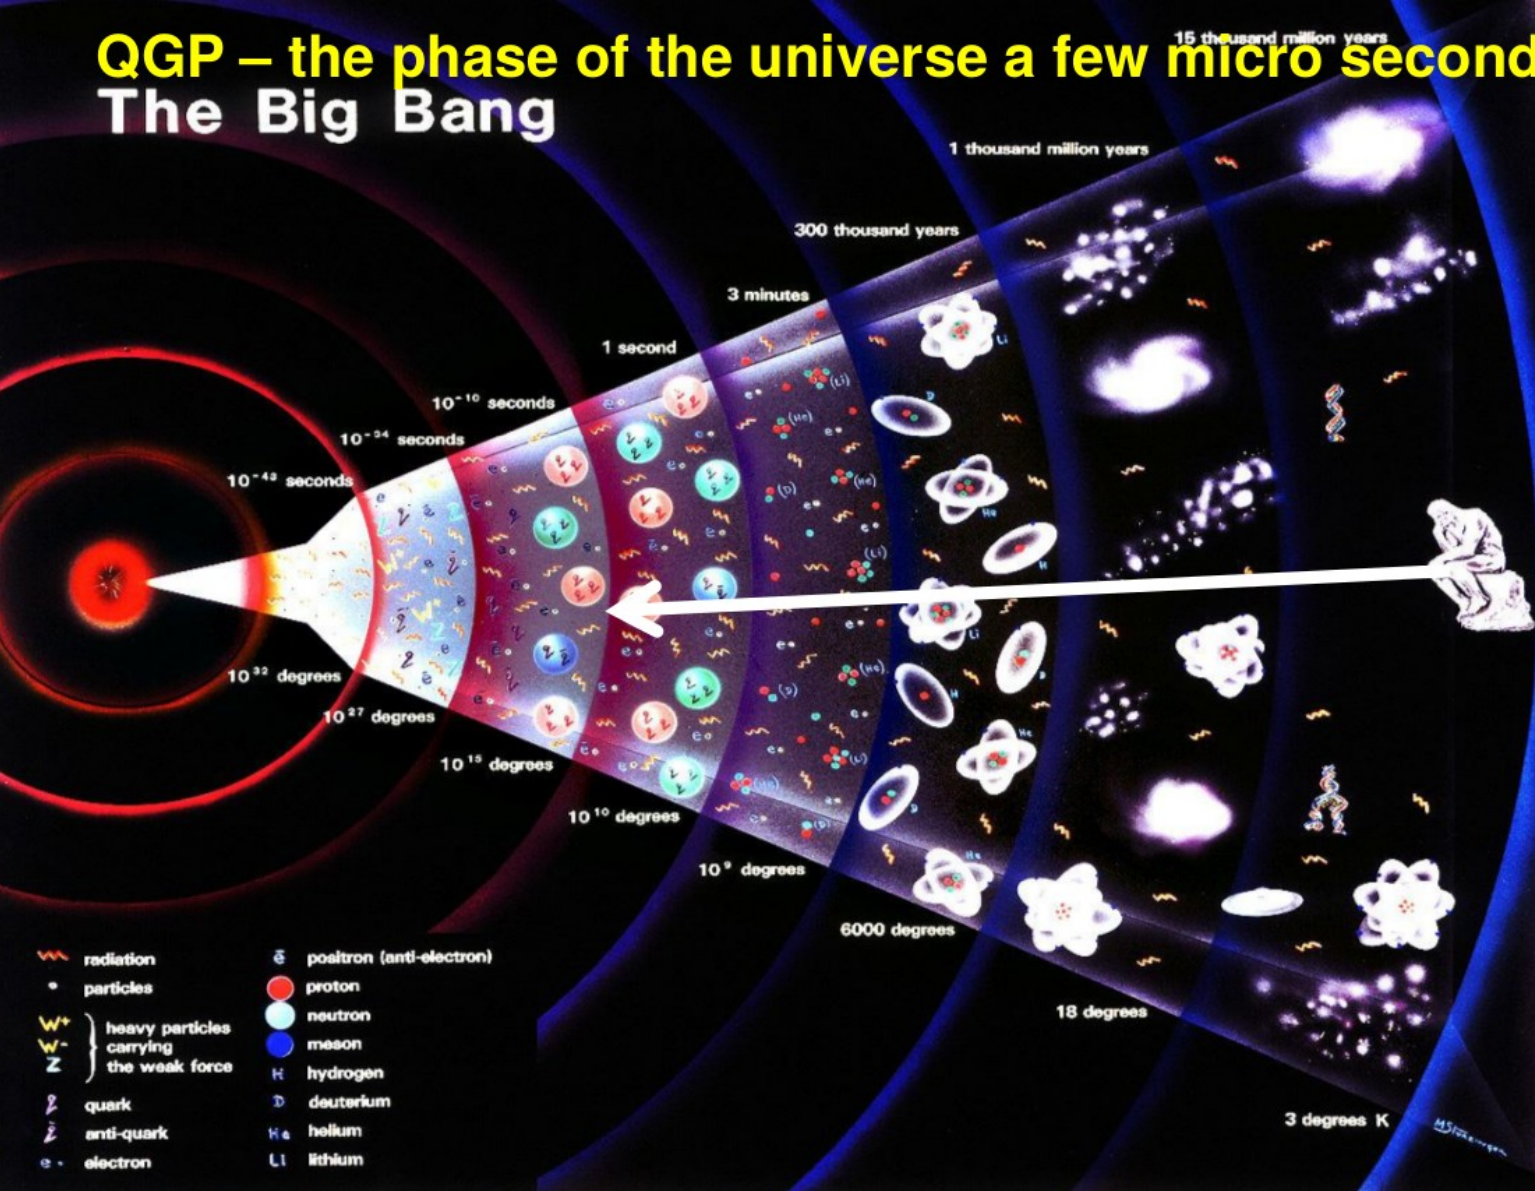 QGP – the phase of the universe a few micro second
The Big Bang
15 thousand million years
1 thousand million years
300 thousand years
3 minutes
1 second
10⁻¹⁰ seconds
10⁻³⁴ seconds
10⁻⁴³ seconds
10³² degrees
10²⁷ degrees
10¹⁵ degrees
10¹⁰ degrees
10⁹ degrees
6000 degrees
18 degrees
3 degrees K
radiation
particles
W⁺
W⁻
Z
heavy particles
carrying
the weak force
q quark
q̄ anti-quark
e- electron
ē positron (anti-electron)
proton
neutron
meson
H hydrogen
D deuterium
He helium
Li lithium